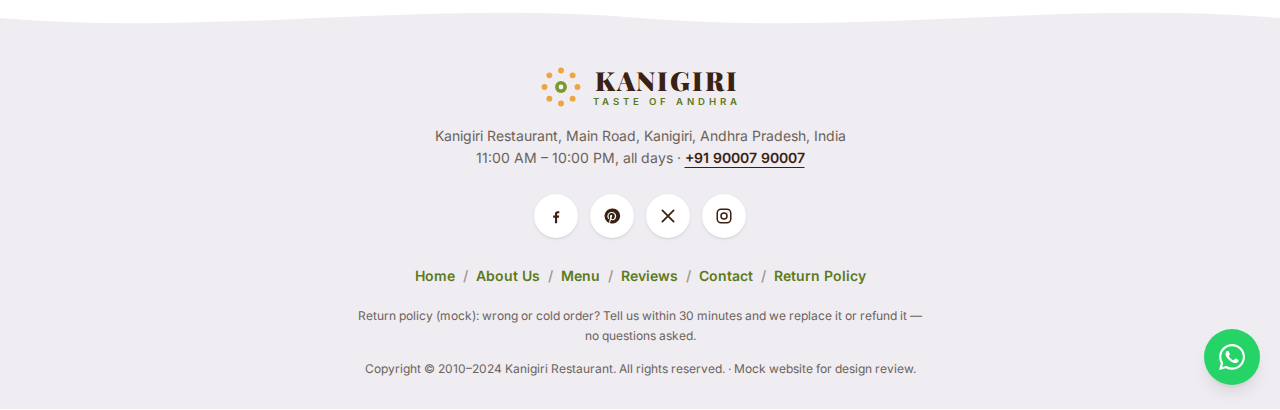 KANIGIRI
TASTE OF ANDHRA
Kanigiri Restaurant, Main Road, Kanigiri, Andhra Pradesh, India
11:00 AM – 10:00 PM, all days · +91 90007 90007
Home / About Us / Menu / Reviews / Contact / Return Policy
Return policy (mock): wrong or cold order? Tell us within 30 minutes and we replace it or refund it —
no questions asked.
Copyright © 2010–2024 Kanigiri Restaurant. All rights reserved. · Mock website for design review.